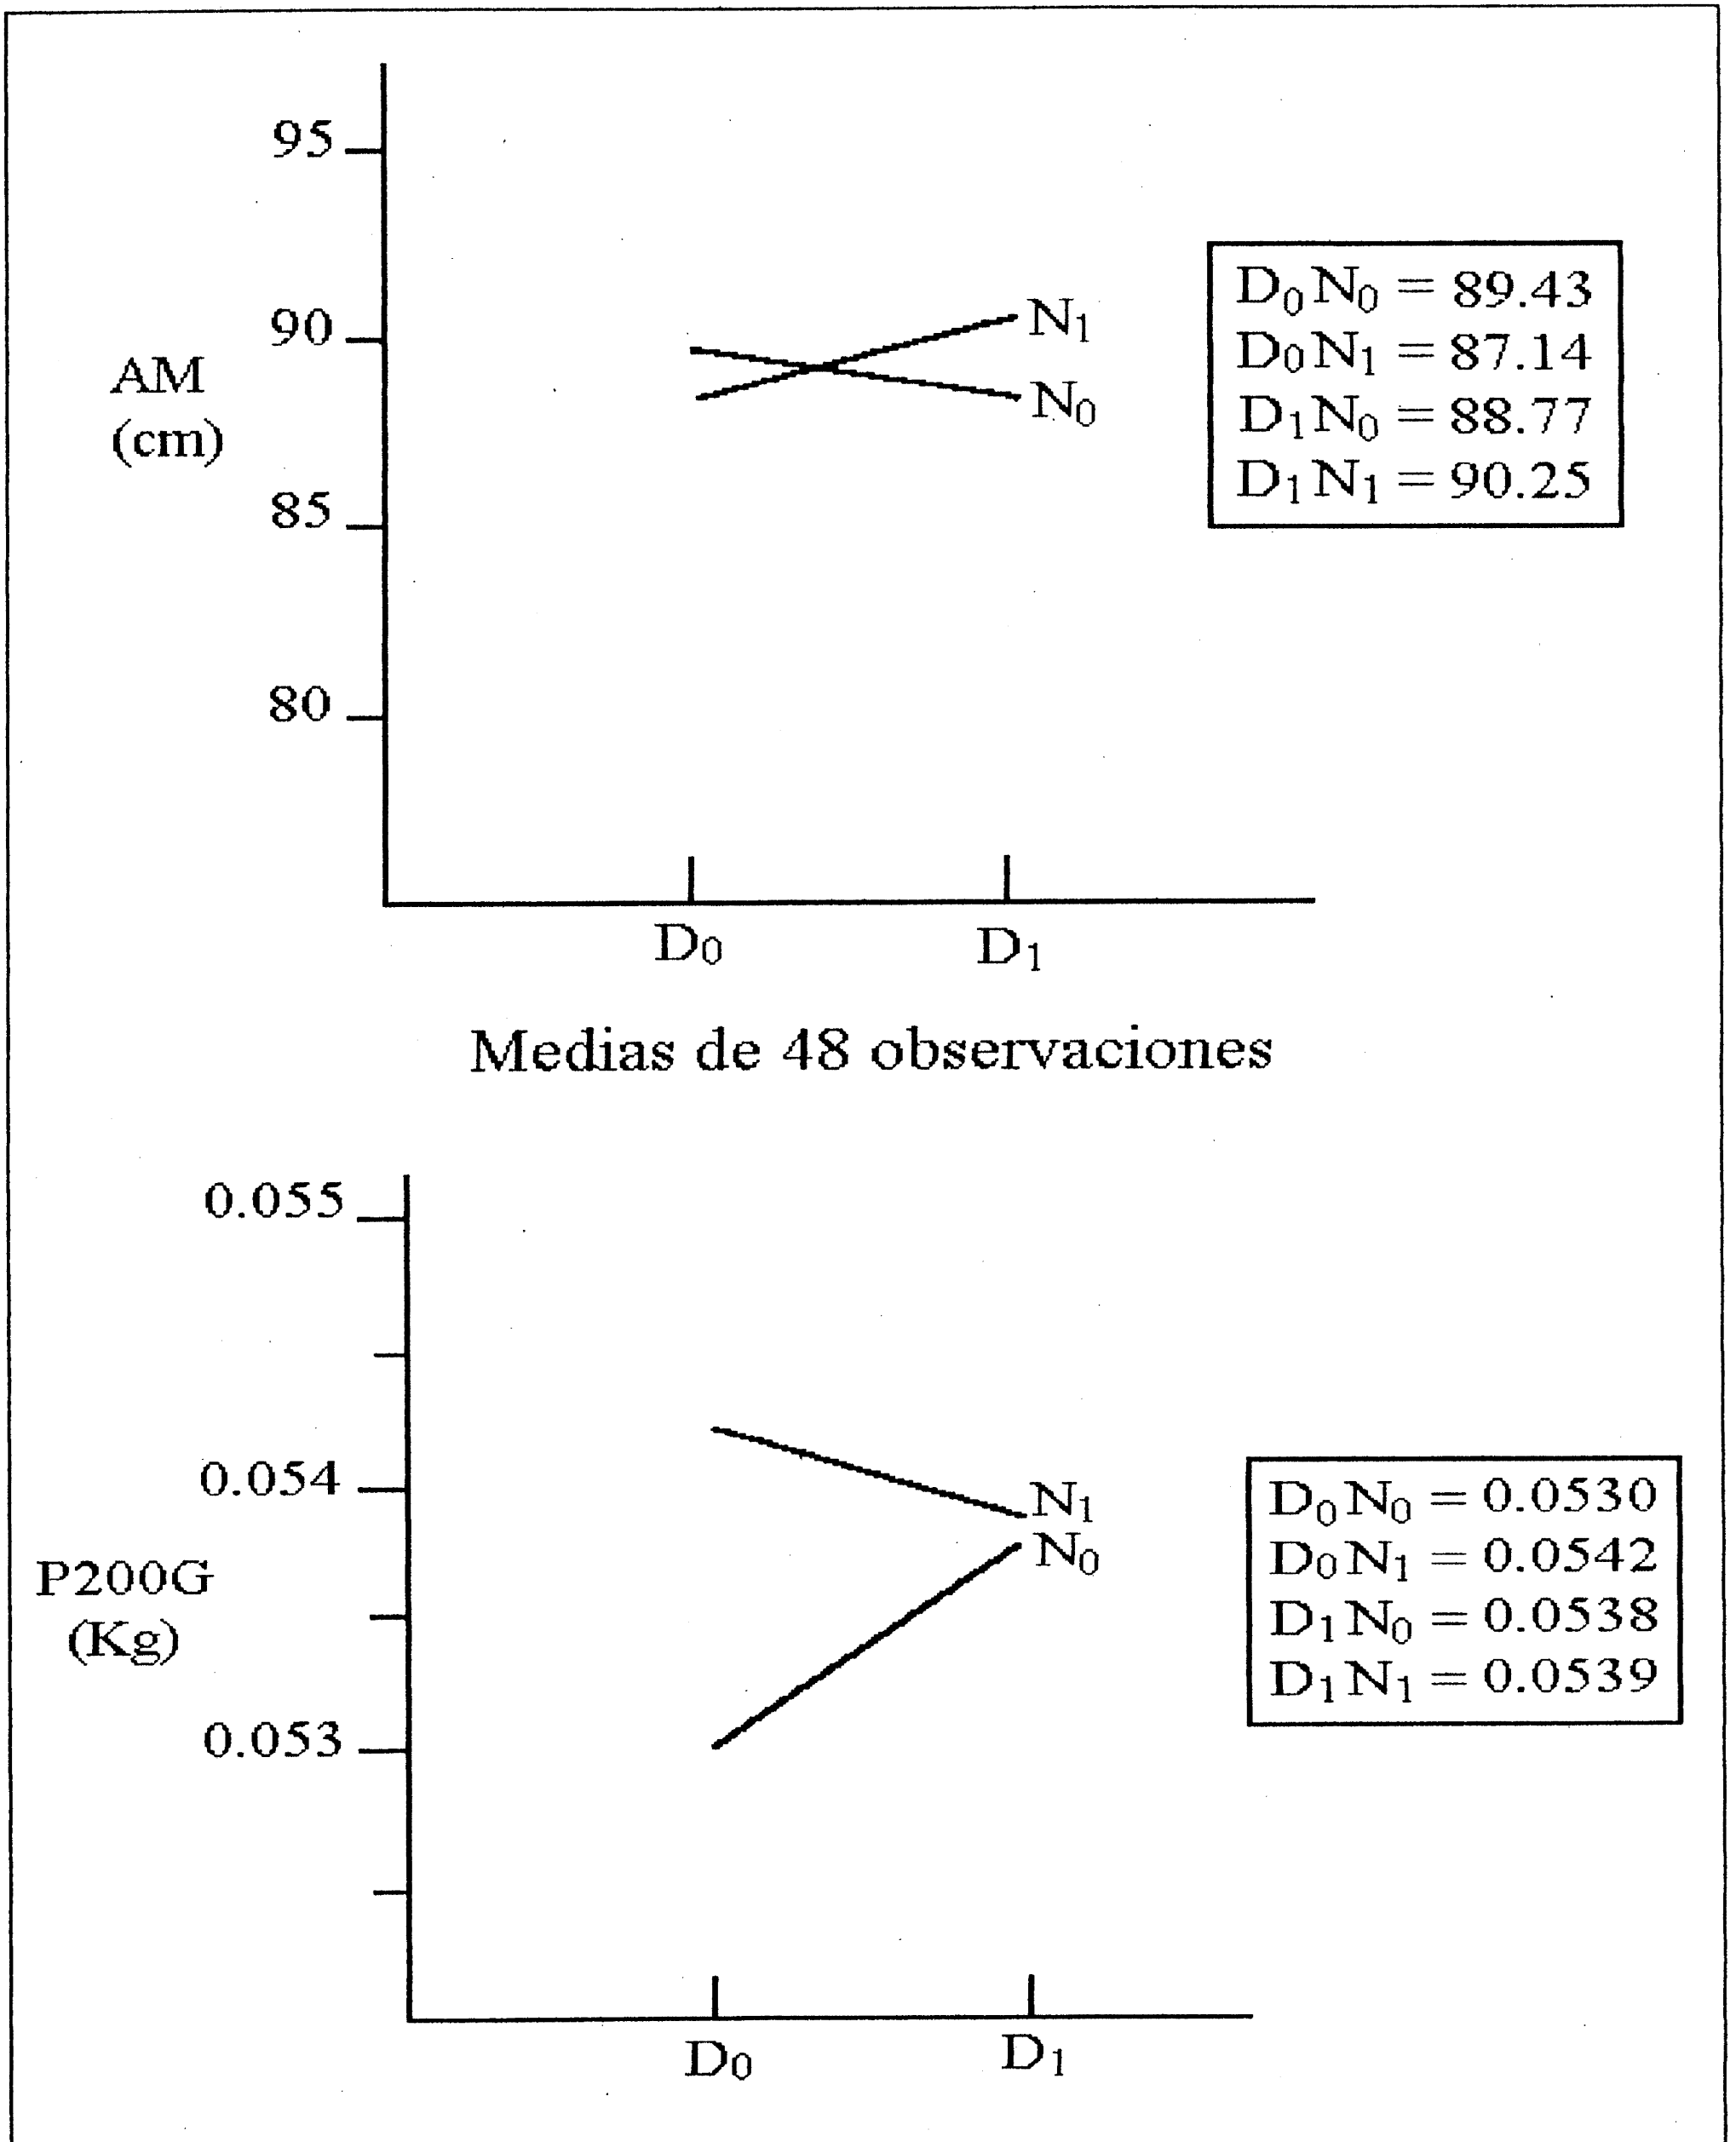 95
90
AM
(cm)
85
80
N₁
N₀
D₀N₀ = 89.43
D₀N₁ = 87.14
D₁N₀ = 88.77
D₁N₁ = 90.25
D₀ D₁
Medias de 48 observaciones
0.055
0.054
P200G
(Kg)
0.053
N₁
N₀
D₀N₀ = 0.0530
D₀N₁ = 0.0542
D₁N₀ = 0.0538
D₁N₁ = 0.0539
D₀ D₁